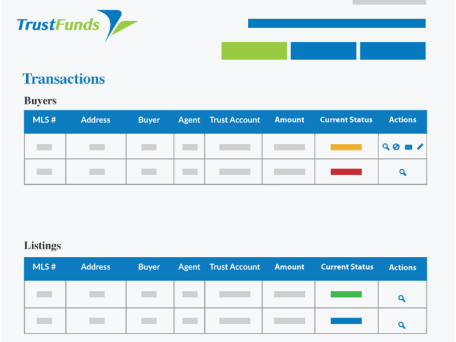 TrustFunds
Transactions
Buyers
MLS # Address Buyer Agent Trust Account Amount Current Status Actions
Listings
MLS # Address Buyer Agent Trust Account Amount Current Status Actions